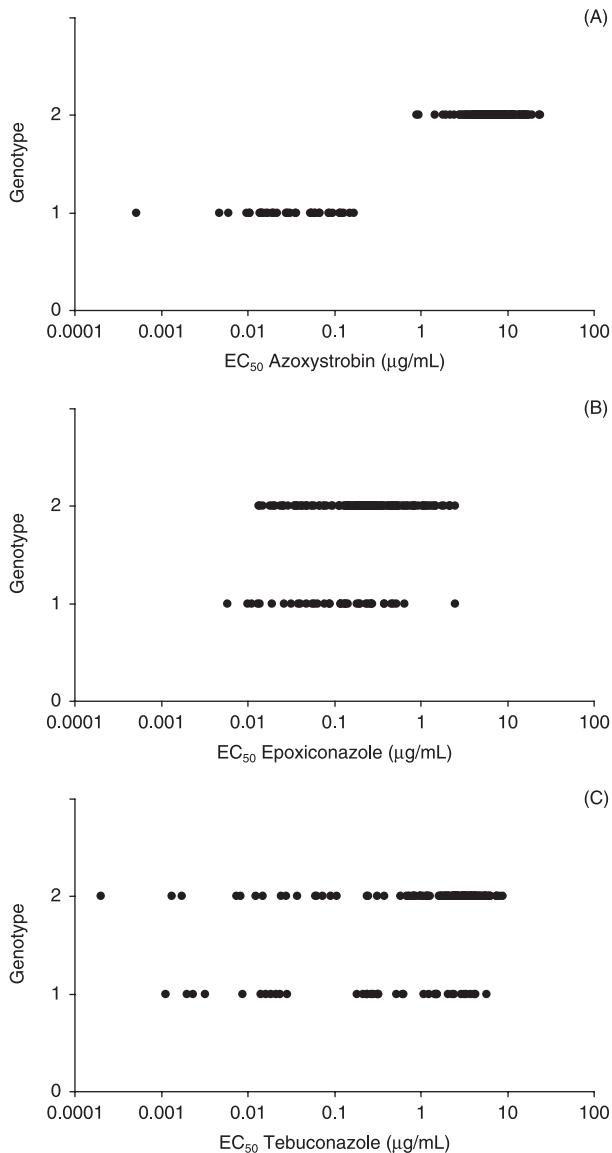 (A)
2
1
0
Genotype
0.0001 0.001 0.01 0.1 1 10 100
EC50 Azoxystrobin (μg/mL)
(B)
2
1
0
Genotype
0.0001 0.001 0.01 0.1 1 10 100
EC50 Epoxiconazole (μg/mL)
(C)
2
1
0
Genotype
0.0001 0.001 0.01 0.1 1 10 100
EC50 Tebuconazole (μg/mL)